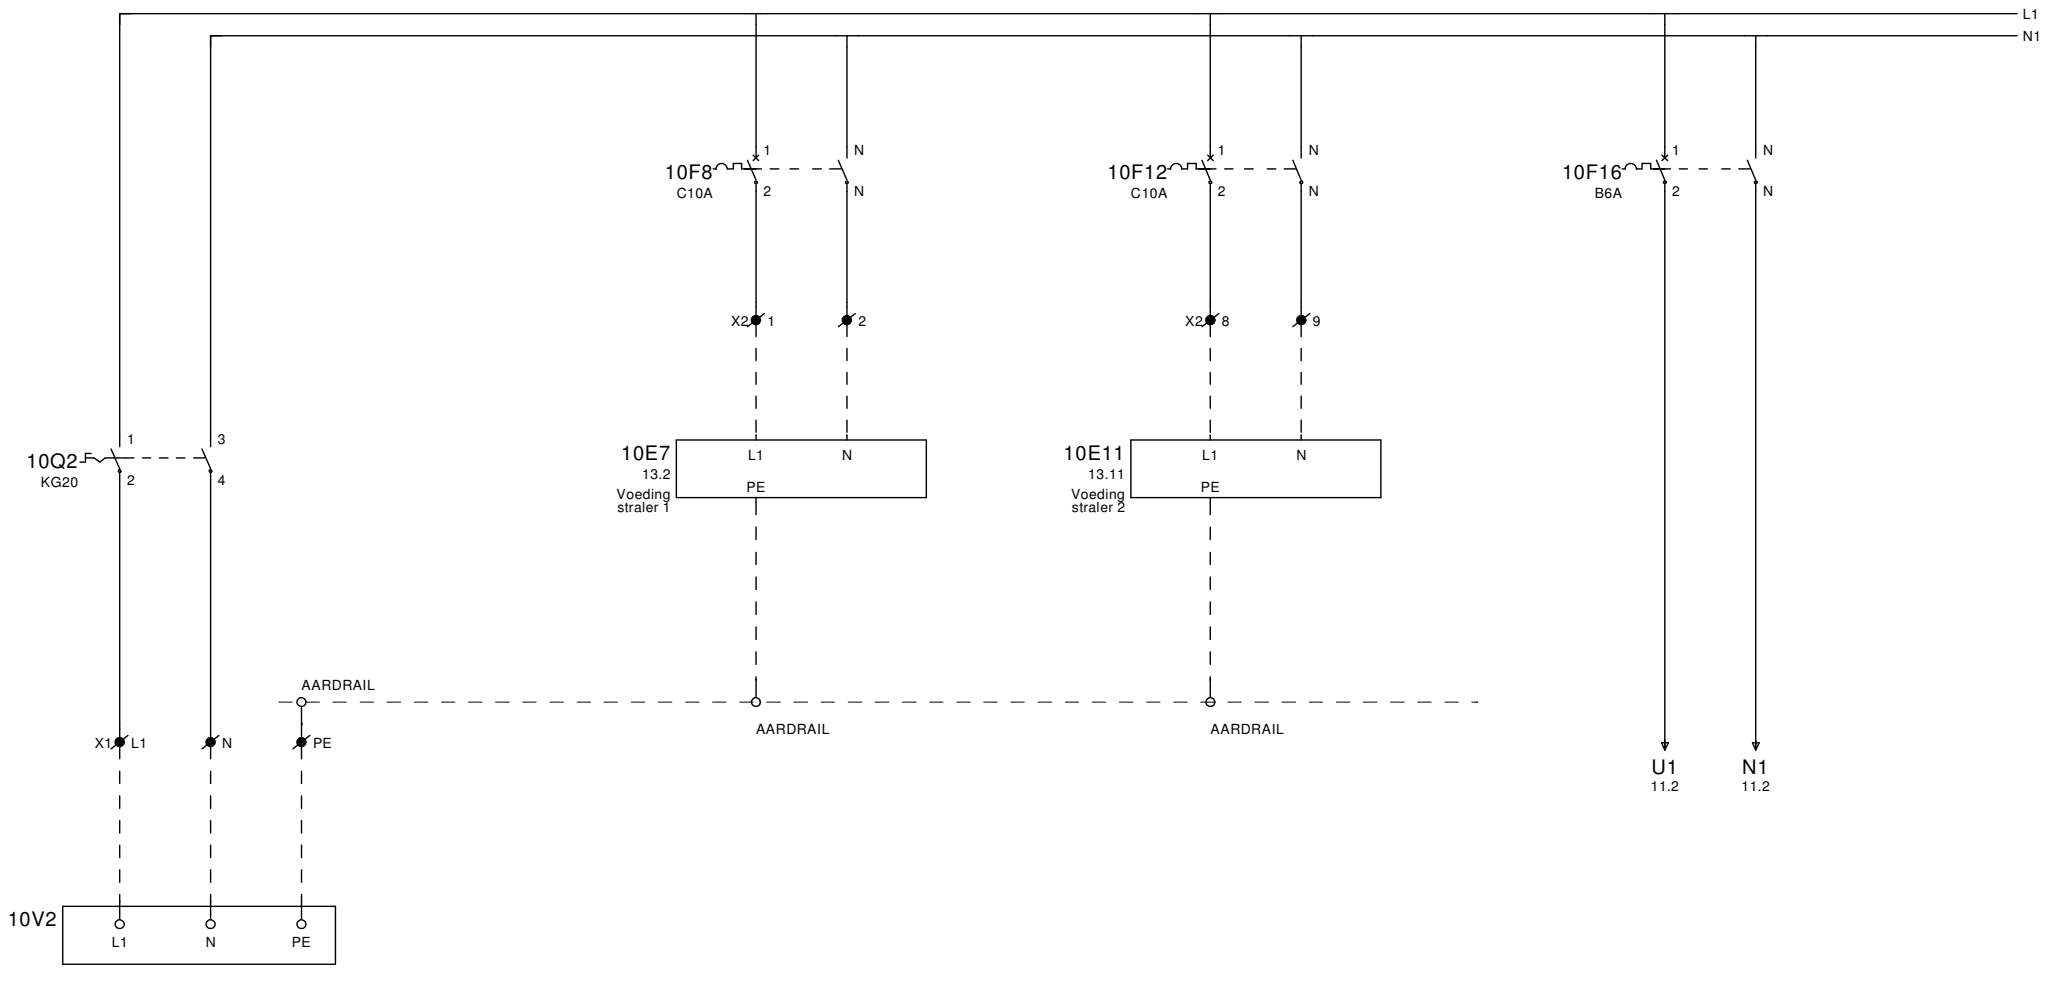 L1
N1
1
N
1
N
1
N
10F8
10F12
10F16
C10A
2
N
C10A
2
N
B6A
2
N
X2
1
2
X2
8
9
1
3
10Q2
KG20
2
4
10E7
L1
N
13.2
PE
Voeding
straler 1
10E11
L1
N
13.11
PE
Voeding
straler 2
AARDRAIL
AARDRAIL
AARDRAIL
X1
L1
N
PE
U1
N1
11.2
11.2
10V2
L1
N
PE